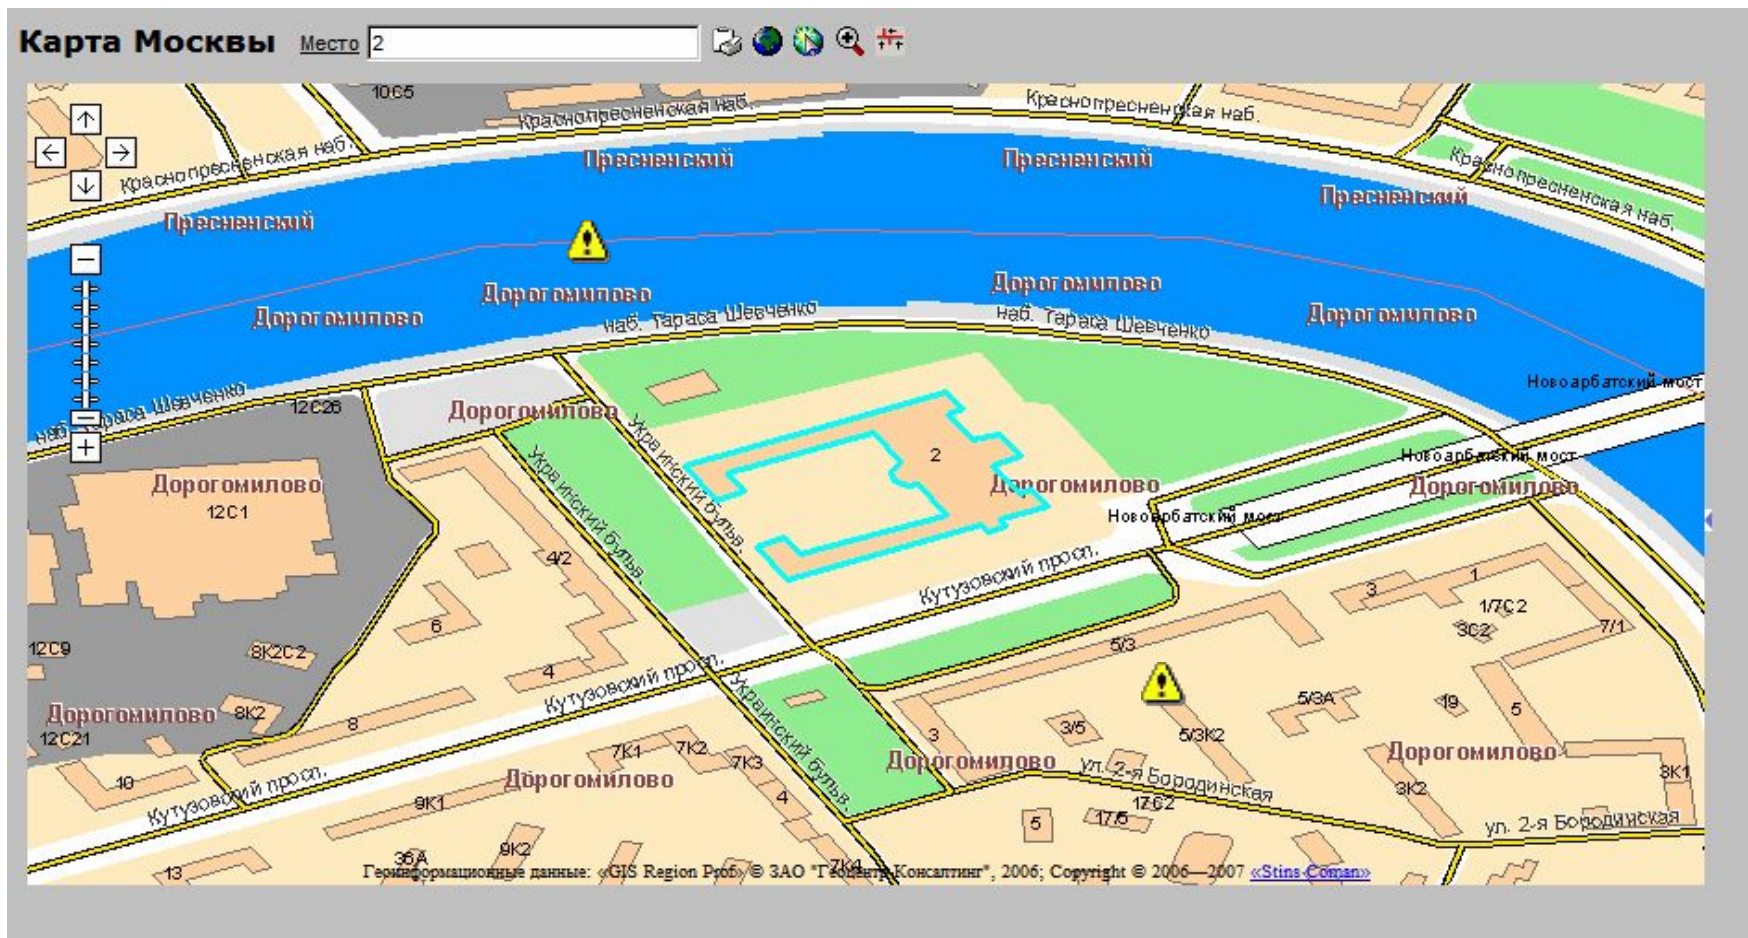 Карта Москвы Место 2
10С5
Краснопресненская наб.
Краснопресненская наб.
Краснопресненская наб.
Краснопресненская наб.
Пресненский
Пресненский
Пресненский
Пресненский
Дорогомилово
Дорогомилово
Дорогомилово
Дорогомилово
наб. Тараса Шевченко
наб. Тараса Шевченко
наб. Тараса Шевченко
Новоарбатский мост
12С26
Дорогомилово
Украинский бульв.
Украинский бульв.
2
Новоарбатский мост
Дорогомилово
12С1
Дорогомилово
Дорогомилово
Новоарбатский мост
4/2
Кутузовский просп.
3
1
1/7С2
3С2
7/1
6
12С9
8К2С2
5/3
4
Кутузовский просп.
Украинский бульв.
Дорогомилово
8К2
12С21
8
5/3А
19
5
3
3/5
5/3К2
7К1
7К2
7К3
Дорогомилово
Дорогомилово
Дорогомилово
ул. 2-я Бородинская
10
Кутузовский просп.
9К1
4
3К2
3К1
17С2
17/5
5
ул. 2-я Бородинская
36А
9К2
7К4
13
Геоинформационные данные: «GIS Region Prof» © ЗАО "Геоцентр-Консалтинг", 2006; Copyright © 2006—2007 «Stins Coman»